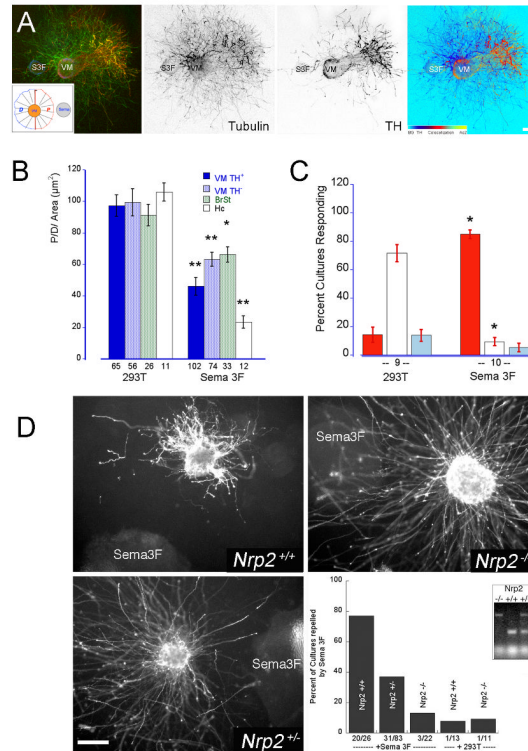 A
S3F VM
VM
S3F VM
Tubulin
TH
Sema
D
P
B
P/D/ Area (µm²)
VM TH⁺
VM TH⁻
BrSt
Hc
120
100
80
60
40
20
0
** ** * **
65 56 26 11 102 74 33 12
293T Sema 3F
C
Percent Cultures Responding
100
80
60
40
20
0
*
*
-- 9 -- -- 10 --
293T Sema 3F
D
Sema3F
Nrp2 +/+
Sema3F
Nrp2 -/-
Sema3F
Nrp2 +/-
Percent of Cultures repelled
by Sema 3F
100
80
60
40
20
0
Nrp2 +/+
Nrp2 +/-
Nrp2 -/-
Nrp2 +/+
Nrp2 -/-
20/26 31/83 3/22 1/13 1/11
-------- +Sema 3F -------- ---- + 293T -----
Nrp2
-/- +/+ +/